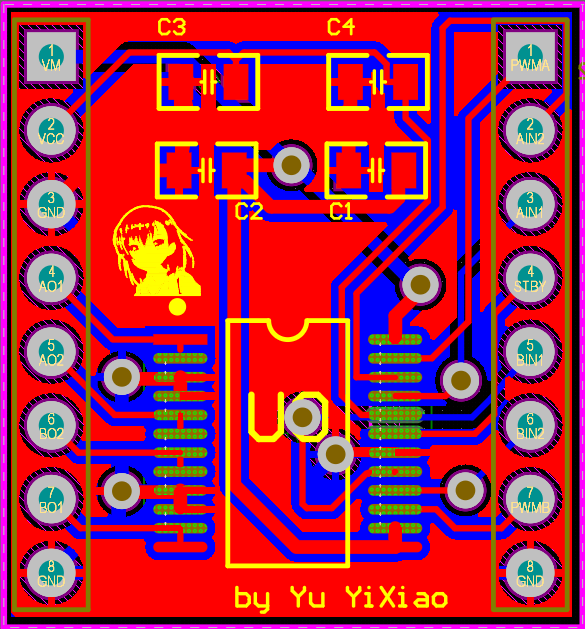 C3 C4
1 VM
1 PWMA
2 VCC
2 AIN2
C2 C1
3 GND
3 AIN1
4 AO1
4 STBY
5 AO2
5 BIN1
U0
6 BO2
6 BIN2
7 BO1
7 PWMB
8 GND
8 GND
by Yu YiXiao